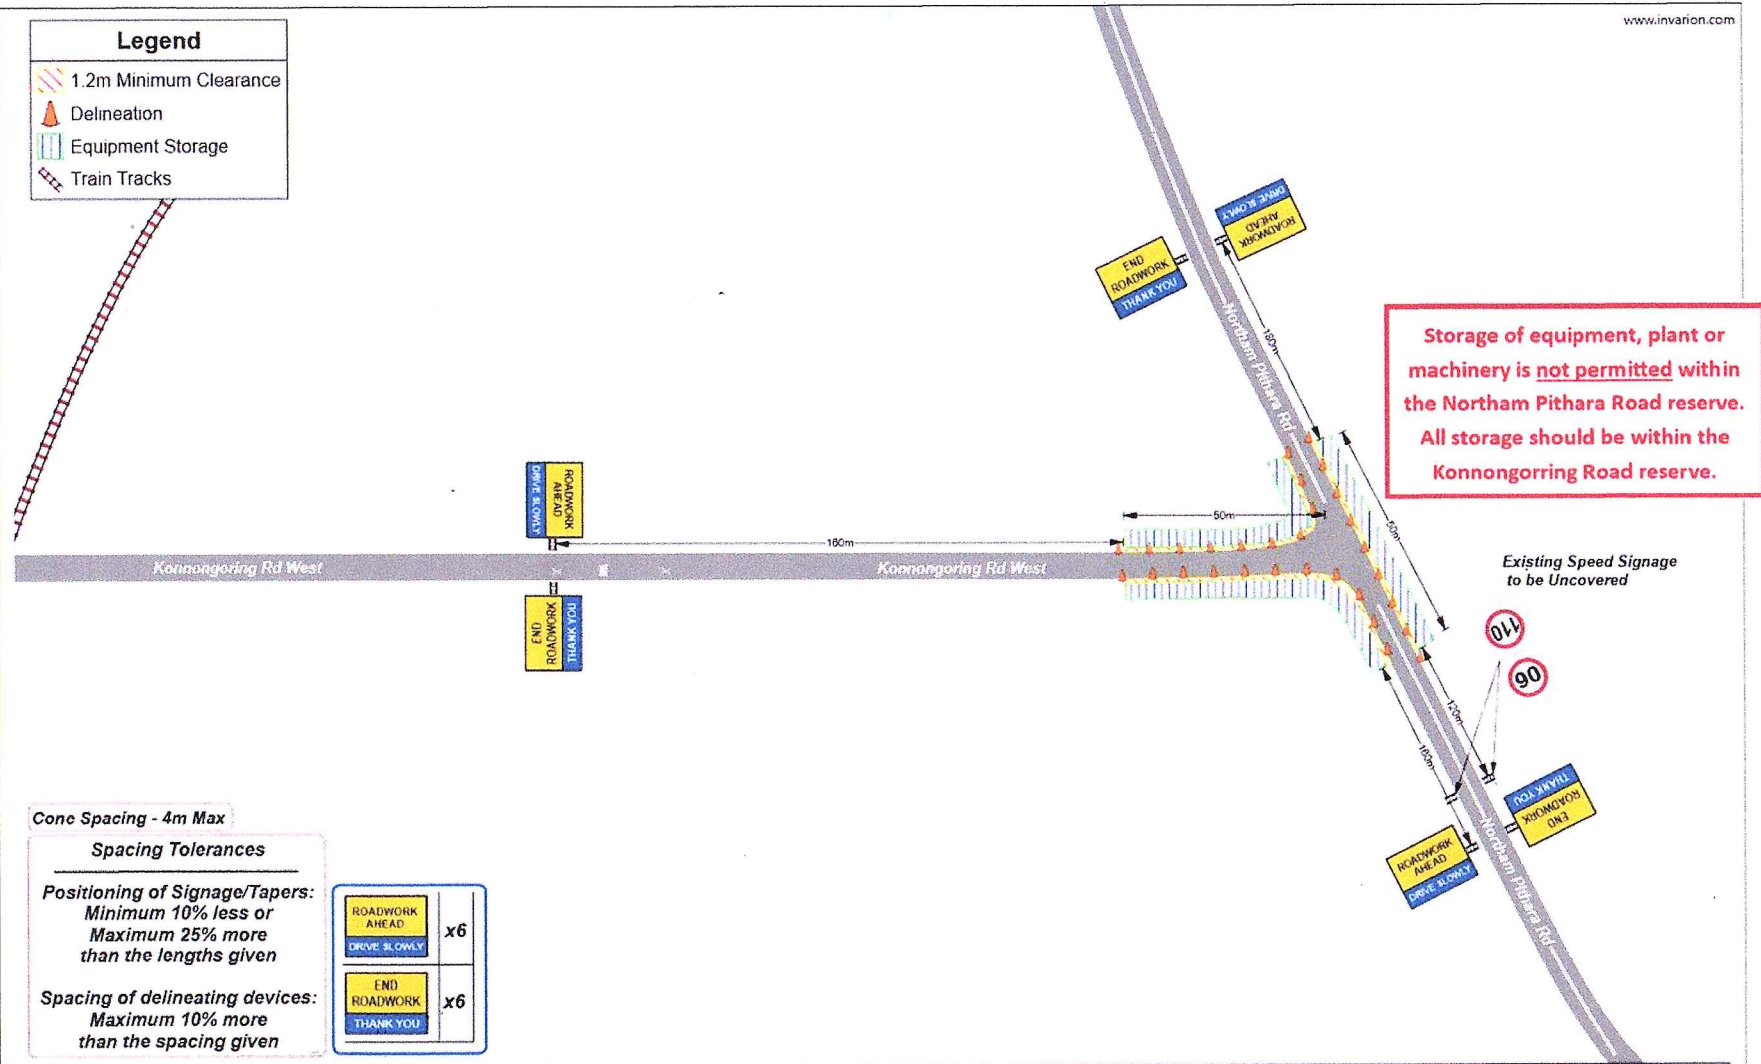 www.invarion.com
Legend
1.2m Minimum Clearance
Delineation
Equipment Storage
Train Tracks
DRIVE SLOWLY
ROADWORK
AHEAD
END
ROADWORK
THANK YOU
Northam Pithara Rd
180m
Storage of equipment, plant or
machinery is not permitted within
the Northam Pithara Road reserve.
All storage should be within the
Konnongorring Road reserve.
ROADWORK
AHEAD
DRIVE SLOWLY
160m
50m
50m
Konnongoring Rd West
Konnongoring Rd West
Existing Speed Signage
to be Uncovered
END
ROADWORK
THANK YOU
110
90
120m
180m
THANK YOU
END
ROADWORK
ROADWORK
AHEAD
DRIVE SLOWLY
Northam Pithara Rd
Cone Spacing - 4m Max
Spacing Tolerances
Positioning of Signage/Tapers:
Minimum 10% less or
Maximum 25% more
than the lengths given
Spacing of delineating devices:
Maximum 10% more
than the spacing given
ROADWORK
AHEAD
DRIVE SLOWLY
x6
END
ROADWORK
THANK YOU
x6